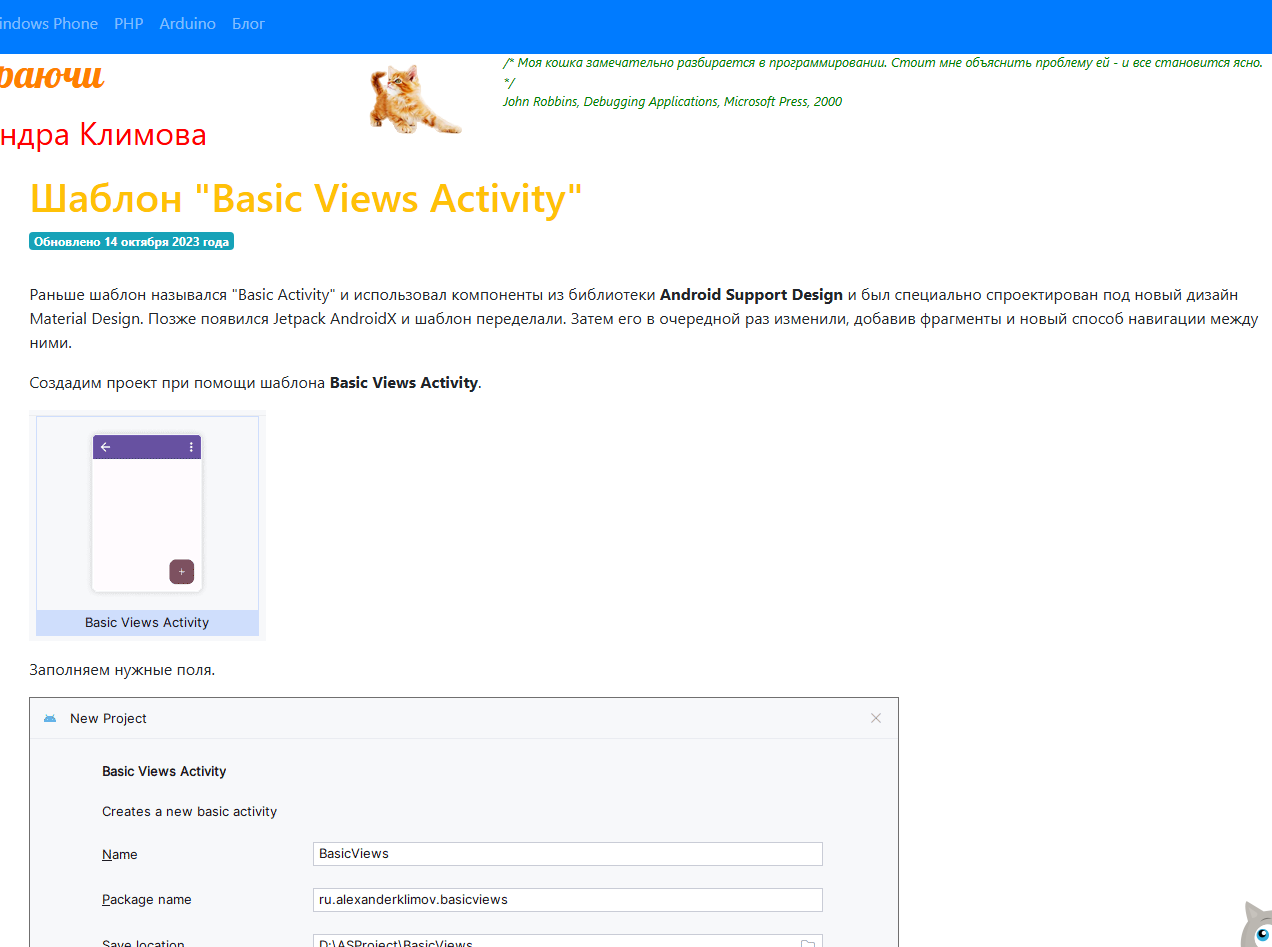 indows Phone PHP Arduino Блог
раючи
/* Моя кошка замечательно разбирается в программировании. Стоит мне объяснить проблему ей - и все становится ясно.
*/
John Robbins, Debugging Applications, Microsoft Press, 2000
ндра Климова
Шаблон "Basic Views Activity"
Обновлено 14 октября 2023 года
Раньше шаблон назывался "Basic Activity" и использовал компоненты из библиотеки Android Support Design и был специально спроектирован под новый дизайн
Material Design. Позже появился Jetpack AndroidX и шаблон переделали. Затем его в очередной раз изменили, добавив фрагменты и новый способ навигации между
ними.
Создадим проект при помощи шаблона Basic Views Activity.
Basic Views Activity
Заполняем нужные поля.
New Project
Basic Views Activity
Creates a new basic activity
Name BasicViews
Package name ru.alexanderklimov.basicviews
Save location D:\ASProject\BasicViews